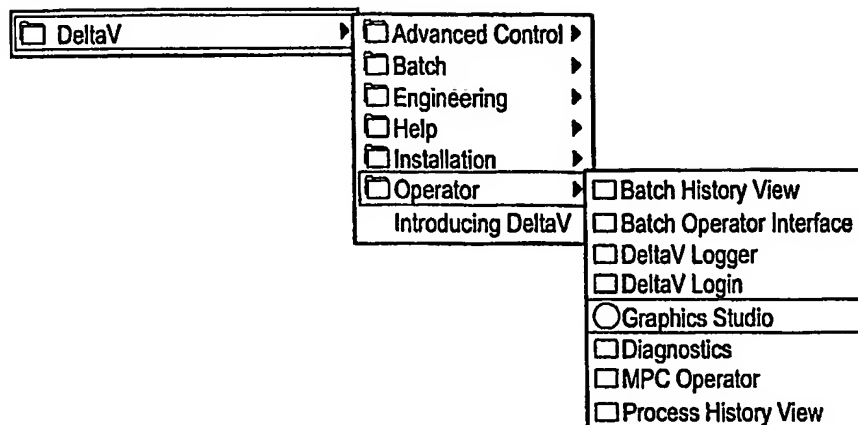 DeltaV
Advanced Control
Batch
Engineering
Help
Installation
Operator
Introducing DeltaV
Batch History View
Batch Operator Interface
DeltaV Logger
DeltaV Login
Graphics Studio
Diagnostics
MPC Operator
Process History View